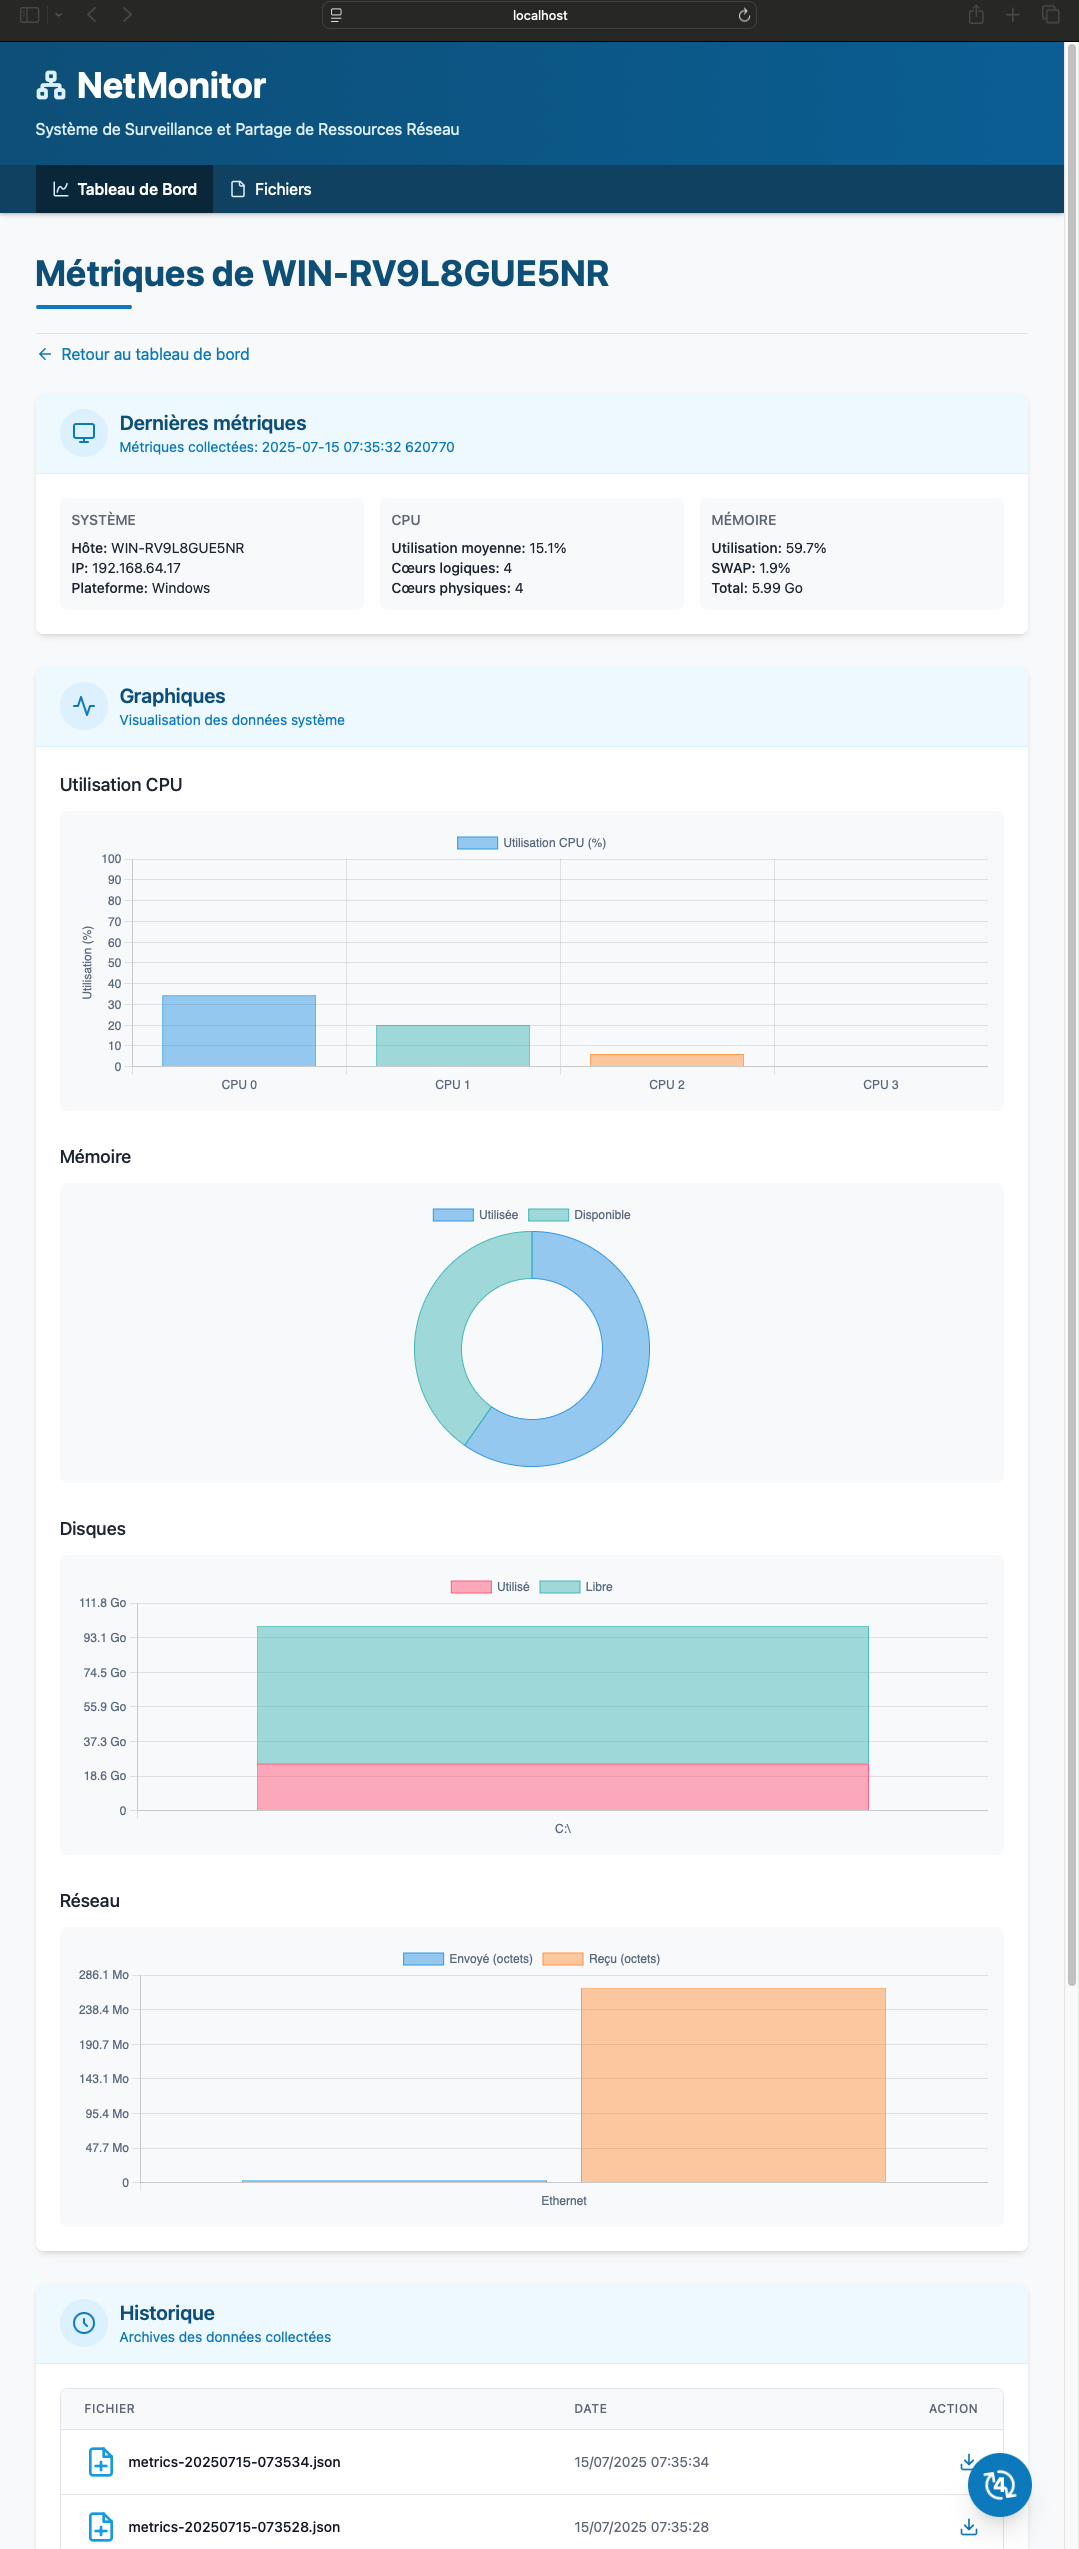 localhost
NetMonitor
Système de Surveillance et Partage de Ressources Réseau
Tableau de Bord
Fichiers
Métriques de WIN-RV9L8GUE5NR
Retour au tableau de bord
Dernières métriques
Métriques collectées: 2025-07-15 07:35:32 620770
SYSTÈME
Hôte: WIN-RV9L8GUE5NR
IP: 192.168.64.17
Plateforme: Windows
CPU
Utilisation moyenne: 15.1%
Cœurs logiques: 4
Cœurs physiques: 4
MÉMOIRE
Utilisation: 59.7%
SWAP: 1.9%
Total: 5.99 Go
Graphiques
Visualisation des données système
Utilisation CPU
Utilisation CPU (%)
Utilisation (%)
100
90
80
70
60
50
40
30
20
10
0
CPU 0
CPU 1
CPU 2
CPU 3
Mémoire
Utilisée
Disponible
Disques
Utilisé
Libre
111.8 Go
93.1 Go
74.5 Go
55.9 Go
37.3 Go
18.6 Go
0
C:\
Réseau
Envoyé (octets)
Reçu (octets)
286.1 Mo
238.4 Mo
190.7 Mo
143.1 Mo
95.4 Mo
47.7 Mo
0
Ethernet
Historique
Archives des données collectées
FICHIER
DATE
ACTION
metrics-20250715-073534.json
15/07/2025 07:35:34
4
metrics-20250715-073528.json
15/07/2025 07:35:28